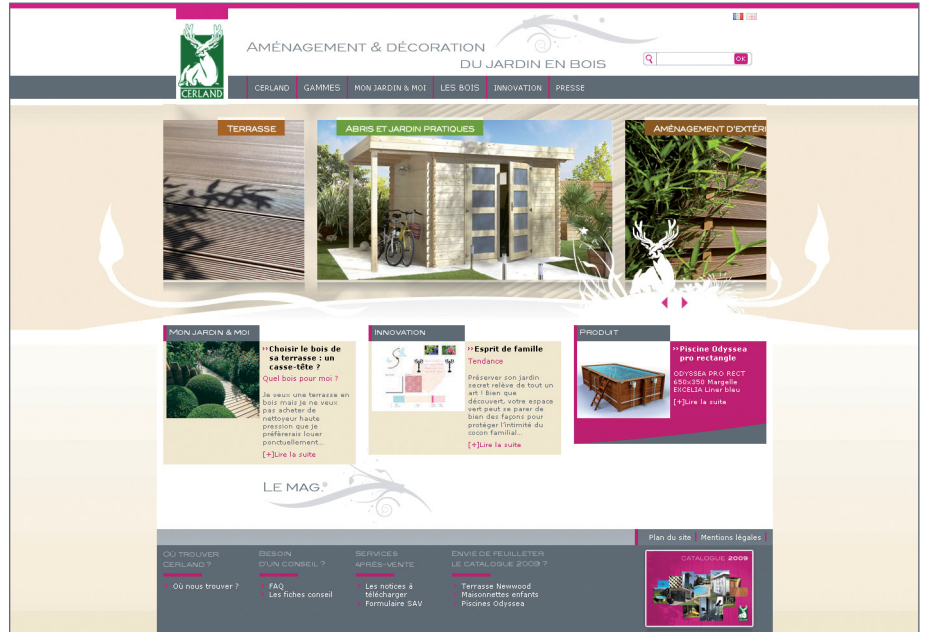 AMÉNAGEMENT & DÉCORATION
DU JARDIN EN BOIS
OK
CERLAND
CERLAND
GAMMES
MON JARDIN & MOI
LES BOIS
INNOVATION
PRESSE
TERRASSE
ABRIS ET JARDIN PRATIQUES
AMÉNAGEMENT D'EXTÉRI
MON JARDIN & MOI
››Choisir le bois de
sa terrasse : un
casse-tête ?
Quel bois pour moi ?
Je veux une terrasse en
bois mais je ne veux
pas acheter de
nettoyeur haute
pression que je
préfèrerais louer
ponctuellement...
[+]Lire la suite
INNOVATION
››Esprit de famille
Tendance
Préserver son jardin
secret relève de tout un
art ! Bien que
découvert, votre espace
vert peut se parer de
bien des façons pour
protéger l'intimité du
cocon familial...
[+]Lire la suite
PRODUIT
››Piscine Odyssea
pro rectangle
ODYSSEA PRO RECT
650x350 Margelle
EXCELIA Liner bleu
[+]Lire la suite
LE MAG.
Plan du site
Mentions légales
OÙ TROUVER
CERLAND ?
Où nous trouver ?
BESOIN
D'UN CONSEIL ?
FAQ
Les fiches conseil
SERVICES
APRÈS-VENTE
Les notices à
télécharger
Formulaire SAV
ENVIE DE FEUILLETER
LE CATALOGUE 2009 ?
Terrasse Newwood
Maisonnettes enfants
Piscines Odyssea
CATALOGUE 2009